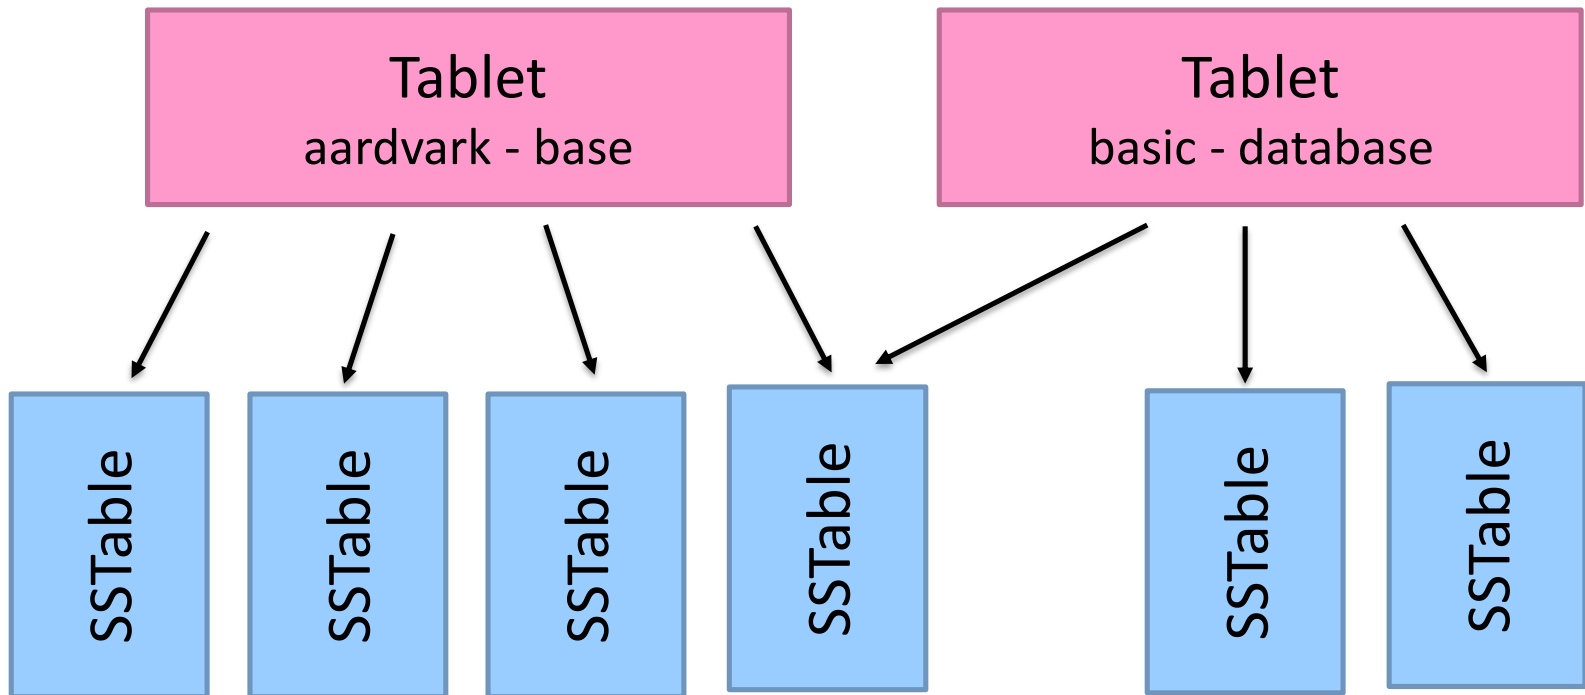 Tablet
aardvark - base
Tablet
basic - database
SSTable
SSTable
SSTable
SSTable
SSTable
SSTable